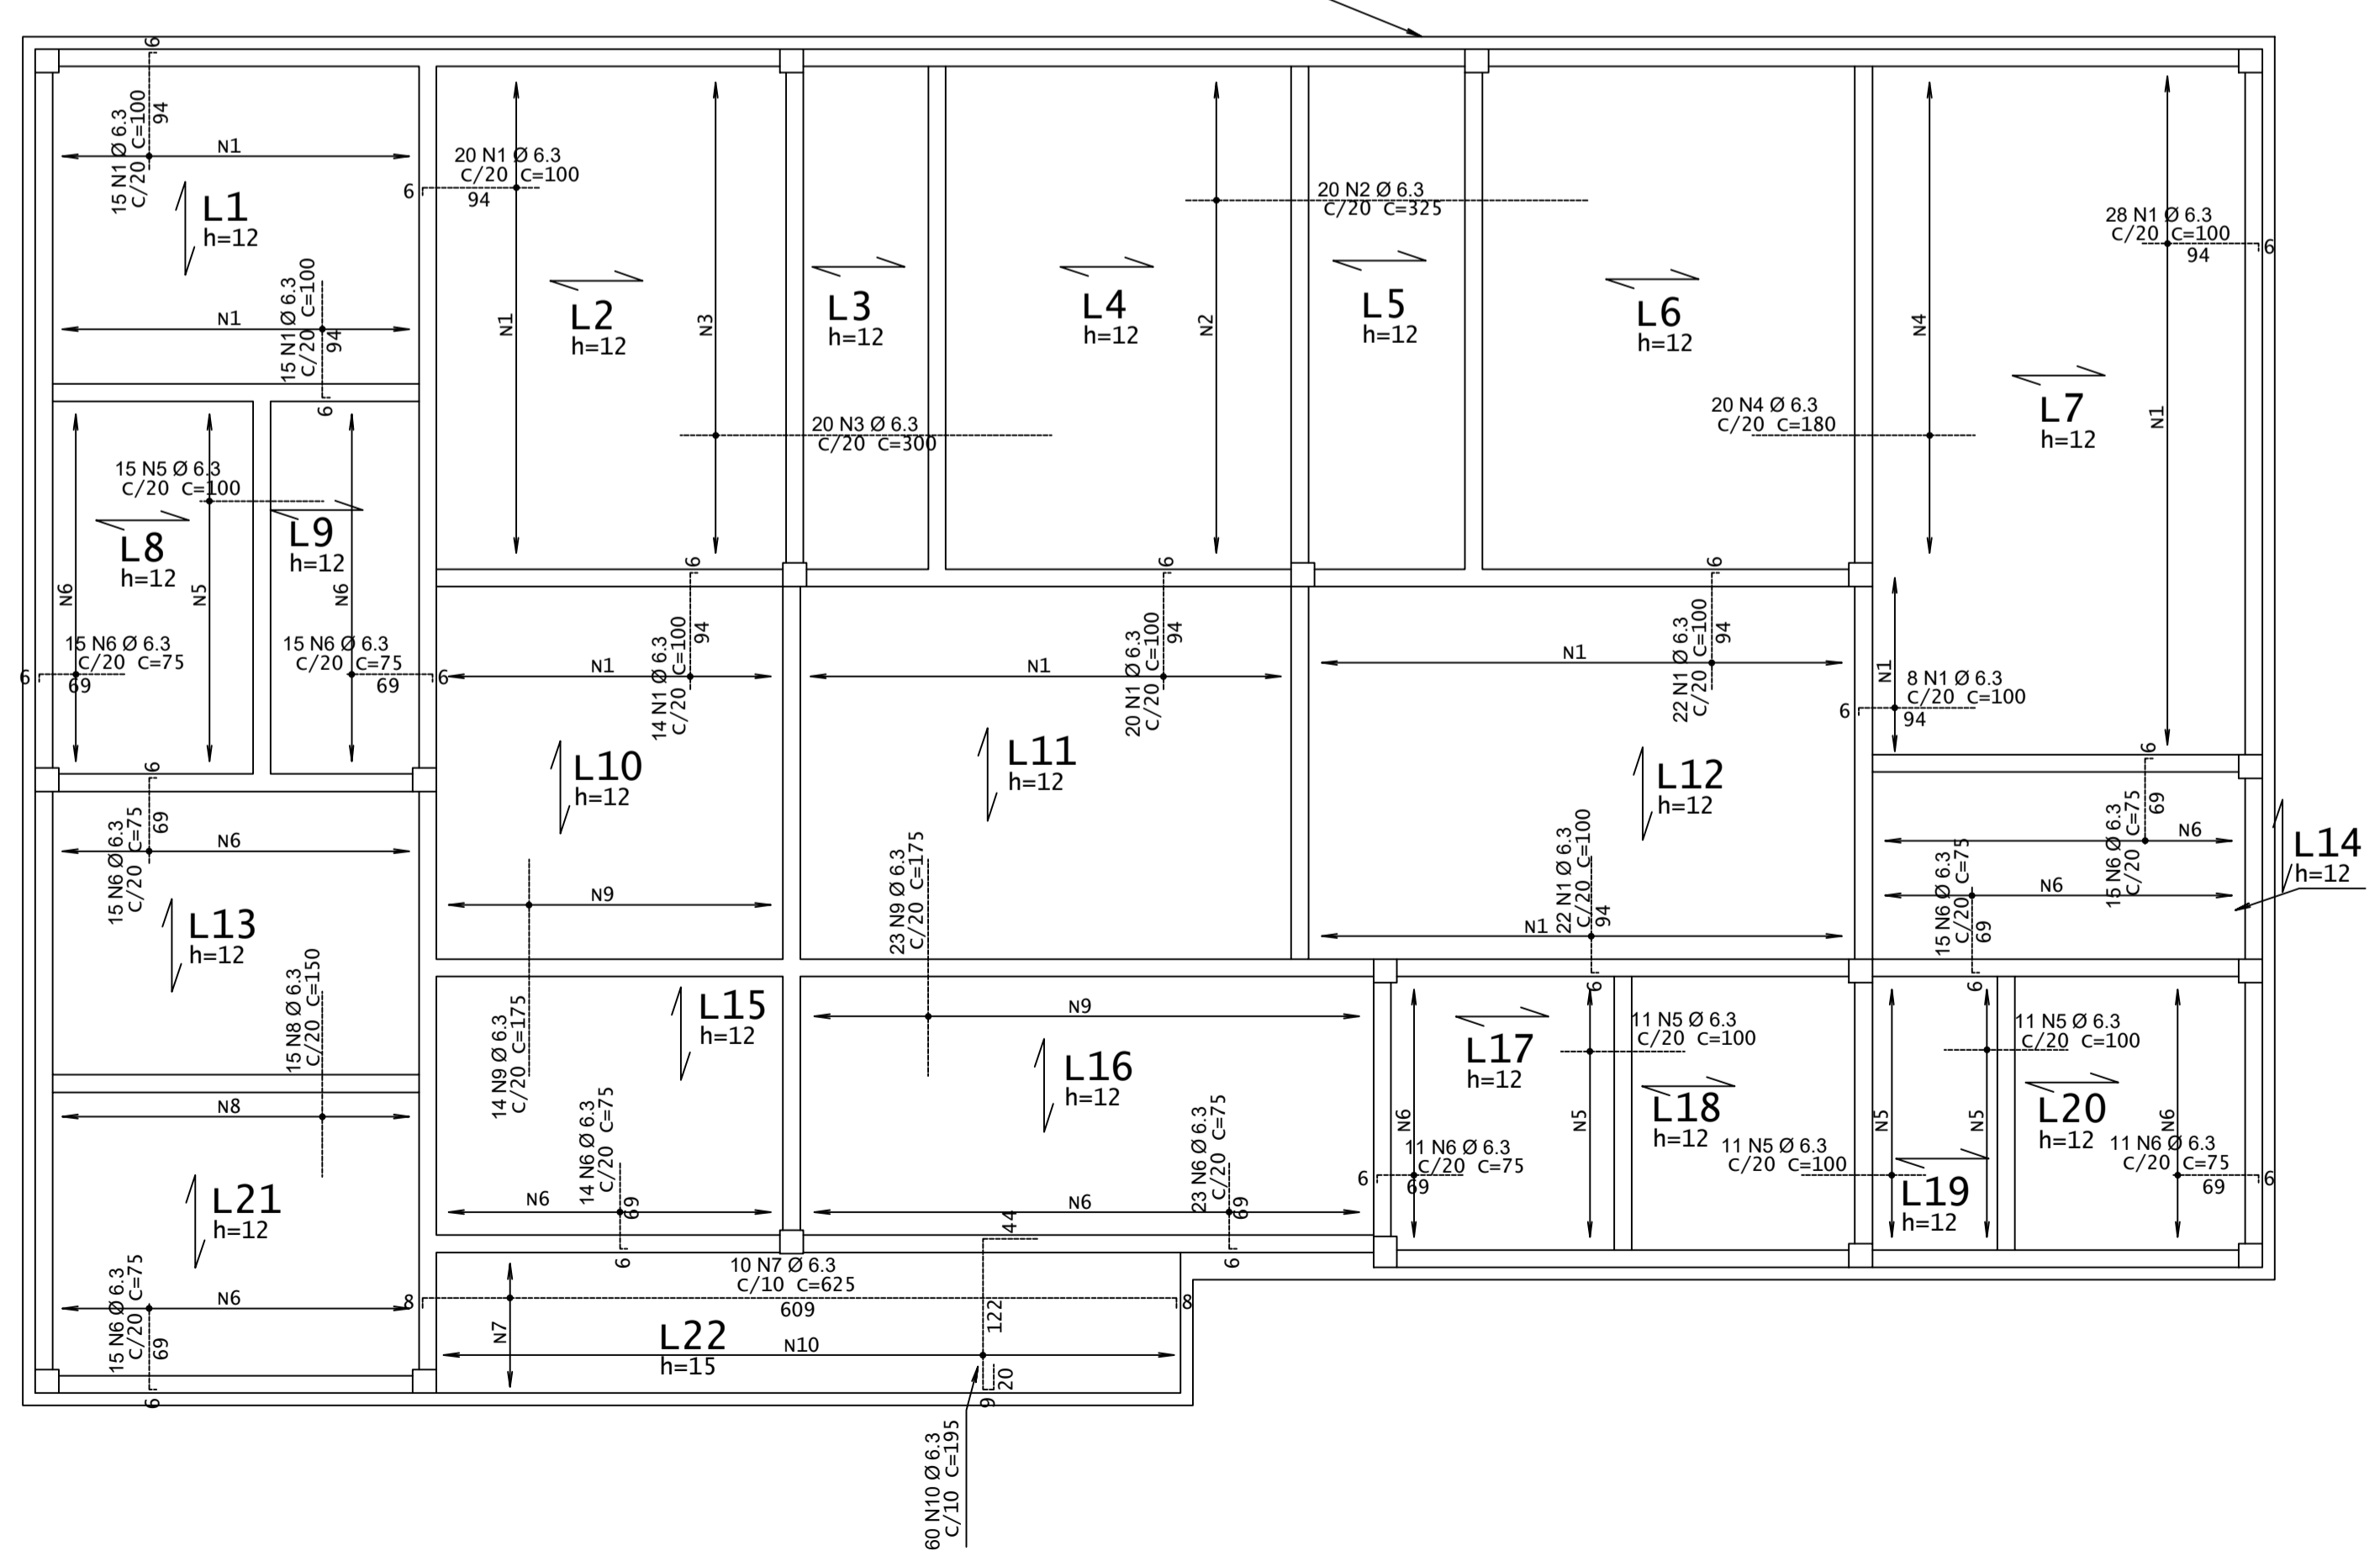 6
15 N1 Ø 6.3
C/20 C=100
94
N1
L1
h=12
N1
15 N1 Ø 6.3
C/20 C=100
94
6
20 N1 Ø 6.3
C/20 C=100
6
94
N1
L2
h=12
N3
20 N3 Ø 6.3
C/20 C=300
L3
h=12
L4
h=12
N2
20 N2 Ø 6.3
C/20 C=325
L5
h=12
L6
h=12
20 N4 Ø 6.3
C/20 C=180
N4
L7
h=12
28 N1 Ø 6.3
C/20 C=100
94
6
N1
15 N5 Ø 6.3
C/20 C=100
L8
h=12
L9
h=12
N6
N5
N6
15 N6 Ø 6.3
C/20 C=75
6
69
15 N6 Ø 6.3
C/20 C=75
69
6
6
14 N1 Ø 6.3
C/20 C=100
94
N1
L10
h=12
6
20 N1 Ø 6.3
C/20 C=100
94
N1
L11
h=12
6
22 N1 Ø 6.3
C/20 C=100
94
N1
L12
h=12
N1
8 N1 Ø 6.3
C/20 C=100
6
94
6
15 N6 Ø 6.3
C/20 C=75
69
N6
15 N6 Ø 6.3
C/20 C=75
69
N6
6
L14
h=12
6
15 N6 Ø 6.3
C/20 C=75
69
N6
L13
h=12
15 N8 Ø 6.3
C/20 C=150
N8
N9
14 N9 Ø 6.3
C/20 C=175
23 N9 Ø 6.3
C/20 C=175
N9
22 N1 Ø 6.3
C/20 C=100
94
N1
6
L15
h=12
L16
h=12
L17
h=12
11 N5 Ø 6.3
C/20 C=100
L18
h=12
N6
N5
11 N6 Ø 6.3
C/20 C=75
6
69
11 N5 Ø 6.3
C/20 C=100
N5
N5
L19
h=12
11 N5 Ø 6.3
C/20 C=100
L20
h=12
N6
11 N6 Ø 6.3
C/20 C=75
69
6
L21
h=12
14 N6 Ø 6.3
C/20 C=75
69
N6
6
23 N6 Ø 6.3
C/20 C=75
69
N6
6
15 N6 Ø 6.3
C/20 C=75
69
N6
6
10 N7 Ø 6.3
C/10 C=625
8
609
8
N7
L22
h=15
N10
44
122
20
9
60 N10 Ø 6.3
C/10 C=195